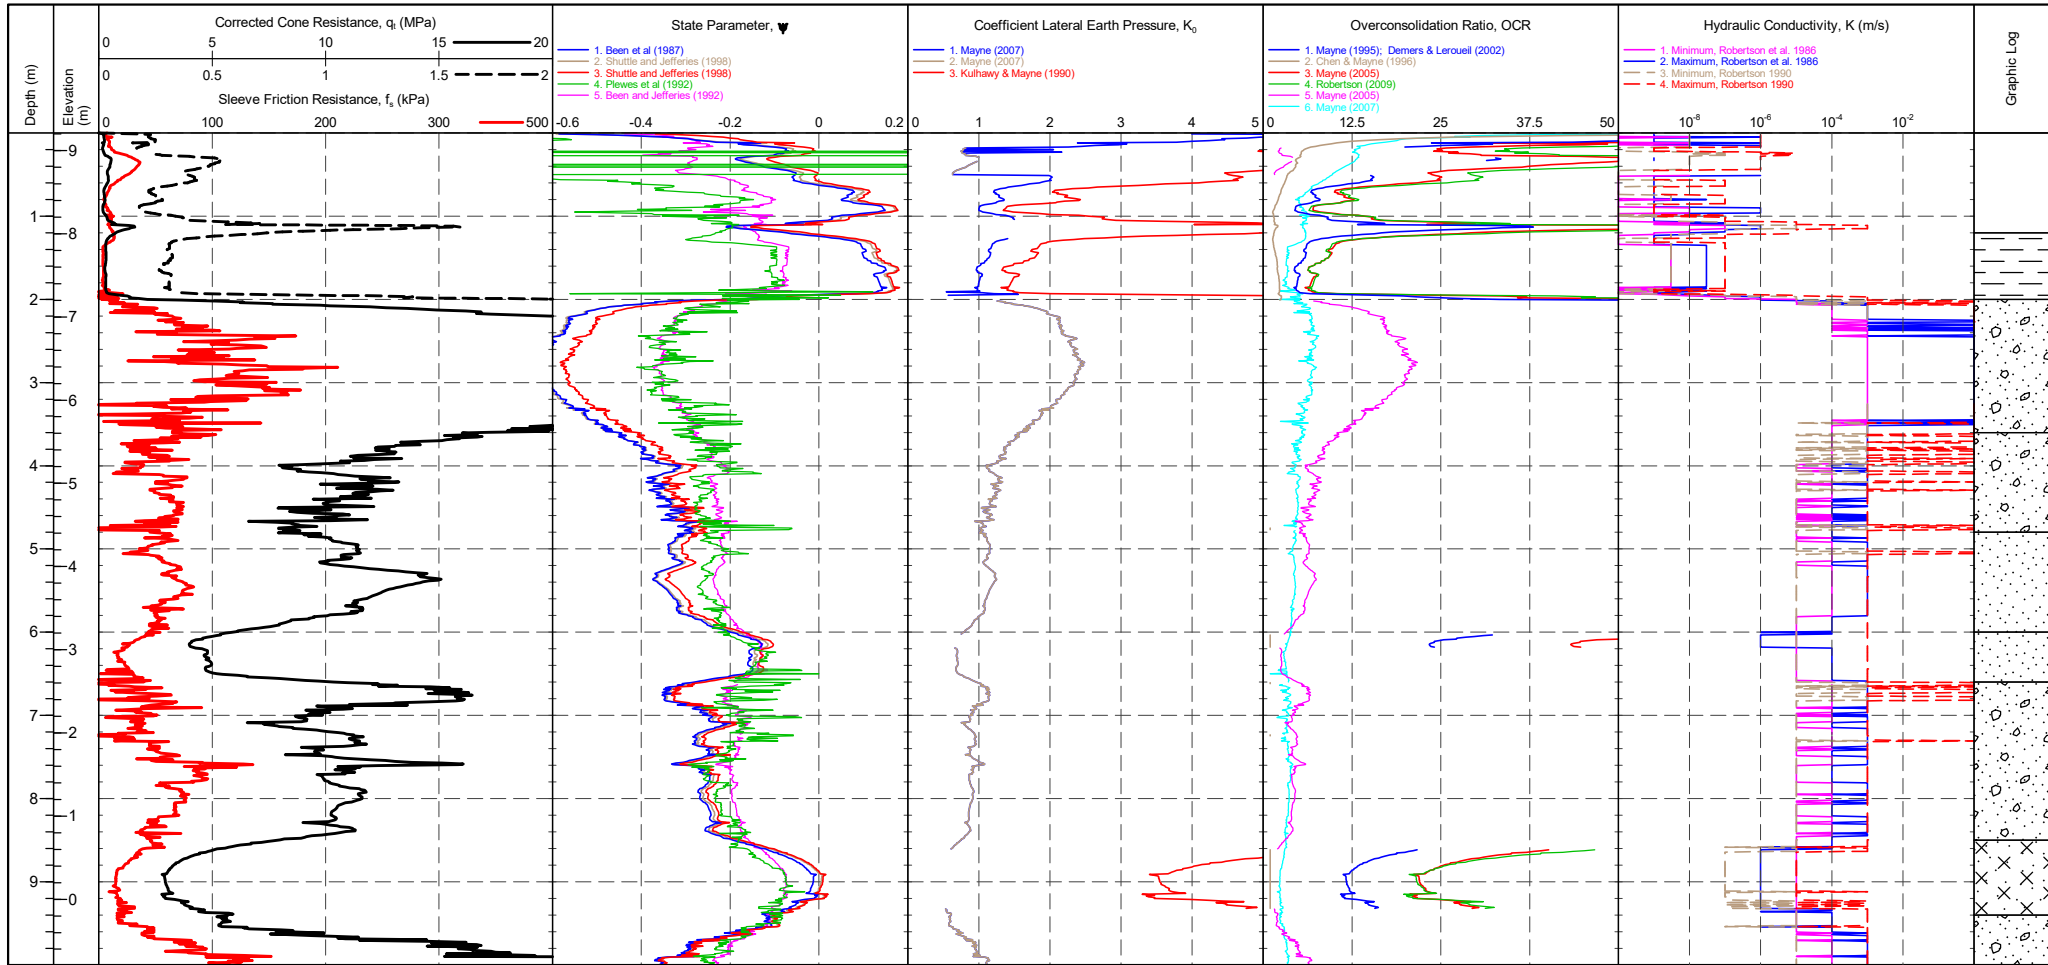 Corrected Cone Resistance, qt (MPa)
0 5 10 15 20
0 0.5 1 1.5 2
Sleeve Friction Resistance, fs (kPa)
0 100 200 300 500
Depth (m)
Elevation (m)
State Parameter, ψ
1. Been et al (1987)
2. Shuttle and Jefferies (1998)
3. Shuttle and Jefferies (1998)
4. Plewes et al (1992)
5. Been and Jefferies (1992)
-0.6 -0.4 -0.2 0 0.2
Coefficient Lateral Earth Pressure, K0
1. Mayne (2007)
2. Mayne (2007)
3. Kulhawy & Mayne (1990)
0 1 2 3 4 5
Overconsolidation Ratio, OCR
1. Mayne (1995); Demers & Leroueil (2002)
2. Chen & Mayne (1996)
3. Mayne (2005)
4. Robertson (2009)
5. Mayne (2005)
6. Mayne (2007)
0 12.5 25 37.5 50
Hydraulic Conductivity, K (m/s)
1. Minimum, Robertson et al. 1986
2. Maximum, Robertson et al. 1986
3. Minimum, Robertson 1990
4. Maximum, Robertson 1990
10-8 10-6 10-4 10-2
Graphic Log
9
1
8
2
7
3
6
4
5
5
4
6
3
7
2
8
1
9
0